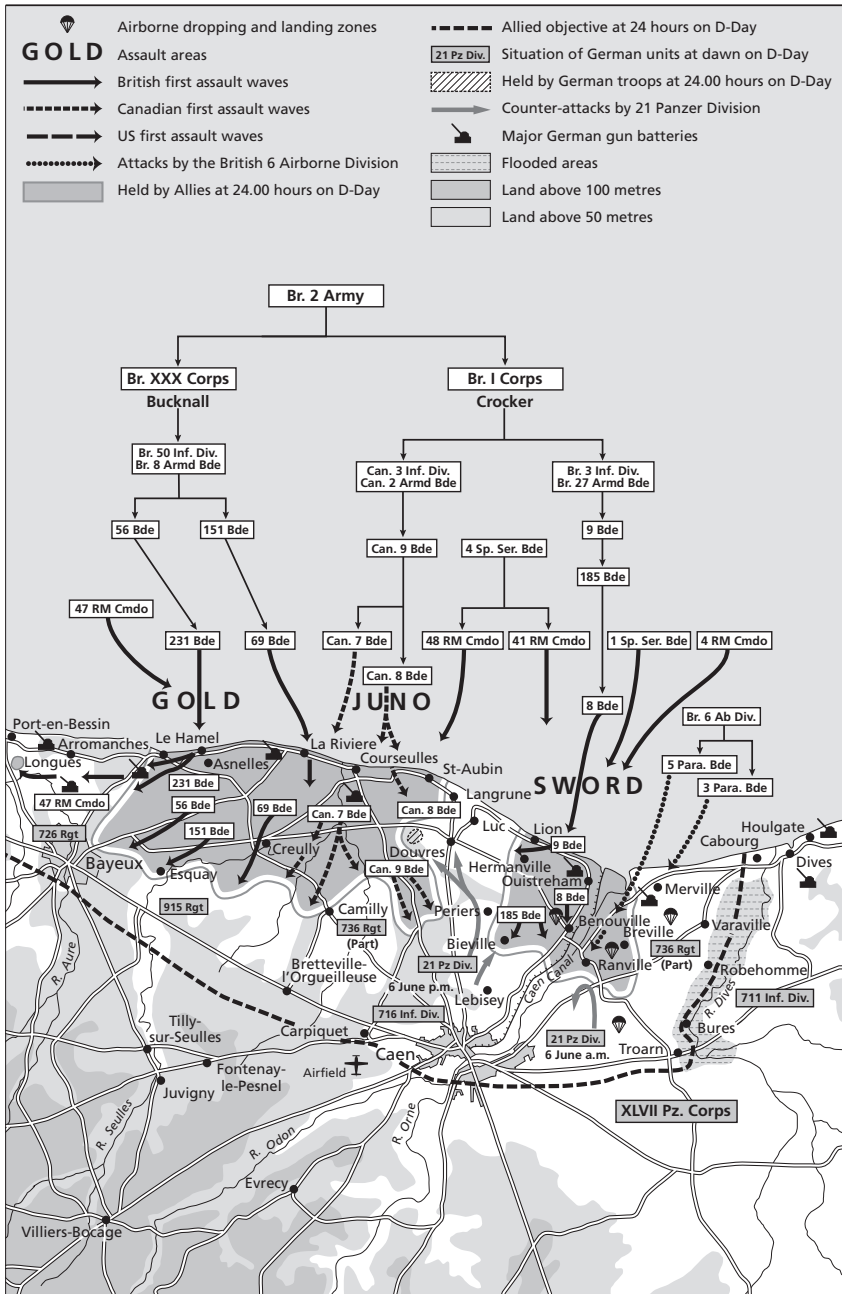 Airborne dropping and landing zones
GOLD Assault areas
British first assault waves
Canadian first assault waves
US first assault waves
Attacks by the British 6 Airborne Division
Held by Allies at 24.00 hours on D-Day
Allied objective at 24 hours on D-Day
21 Pz Div. Situation of German units at dawn on D-Day
Held by German troops at 24.00 hours on D-Day
Counter-attacks by 21 Panzer Division
Major German gun batteries
Flooded areas
Land above 100 metres
Land above 50 metres
Br. 2 Army
Br. XXX Corps
Bucknall
Br. I Corps
Crocker
Br. 50 Inf. Div.
Br. 8 Armd Bde
Can. 3 Inf. Div.
Can. 2 Armd Bde
Br. 3 Inf. Div.
Br. 27 Armd Bde
56 Bde
151 Bde
9 Bde
Can. 9 Bde
4 Sp. Ser. Bde
185 Bde
47 RM Cmdo
231 Bde
69 Bde
Can. 7 Bde
48 RM Cmdo
41 RM Cmdo
1 Sp. Ser. Bde
4 RM Cmdo
Can. 8 Bde
GOLD
JUNO
8 Bde
Br. 6 Ab Div.
5 Para. Bde
3 Para. Bde
SWORD
Port-en-Bessin
Arromanches
Le Hamel
La Riviere
Longues
Asnelles
Courseulles
St-Aubin
Langrune
231 Bde
47 RM Cmdo
56 Bde
69 Bde
Can. 7 Bde
Can. 8 Bde
Luc
Lion
Houlgate
Cabourg
726 Rgt
151 Bde
Creully
Douvres
9 Bde
Hermanville
Dives
Bayeux
Esquay
Can. 9 Bde
Ouistreham
Merville
8 Bde
915 Rgt
Camilly
Periers
185 Bde
Benouville
Breville
Varaville
736 Rgt
(Part)
Bieville
Ranville
736 Rgt
(Part)
R. Aure
Bretteville-
l'Orgueilleuse
21 Pz Div.
6 June p.m.
Caen Canal
Robehomme
R. Dives
Lebisey
711 Inf. Div.
716 Inf. Div.
Tilly-
sur-Seulles
Carpiquet
Bures
21 Pz Div.
6 June a.m.
Troarn
Caen
Fontenay-
le-Pesnel
Airfield
Juvigny
XLVII Pz. Corps
R. Seulles
R. Odon
R. Orne
Evrecy
Villiers-Bocage